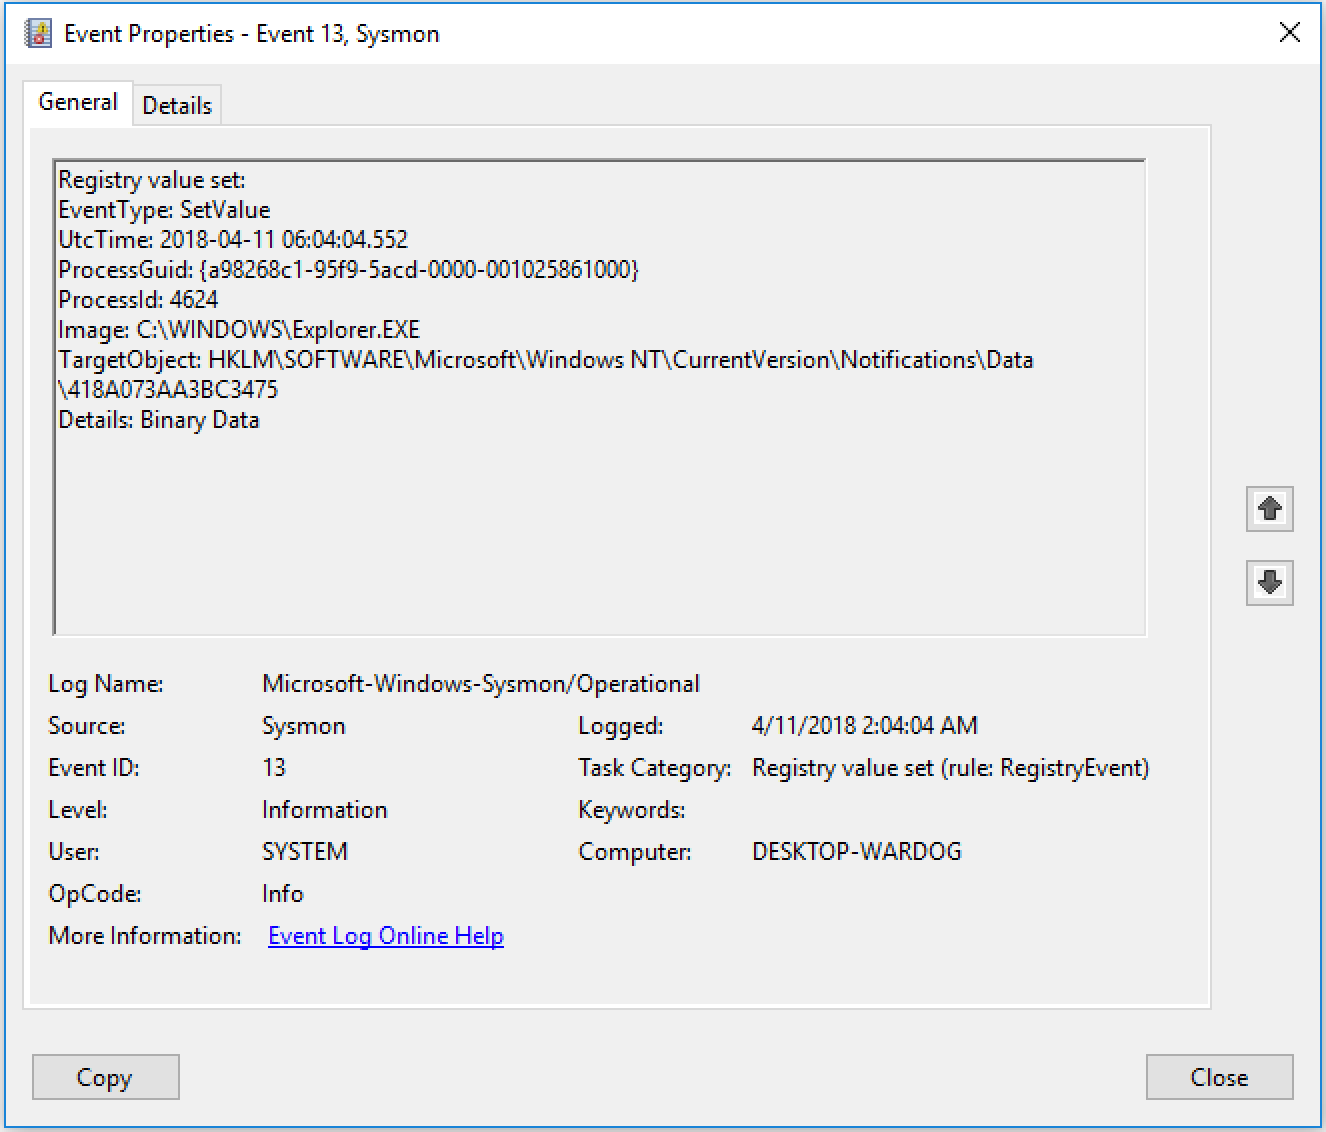 Event Properties - Event 13, Sysmon
General
Details
Registry value set:
EventType: SetValue
UtcTime: 2018-04-11 06:04:04.552
ProcessGuid: {a98268c1-95f9-5acd-0000-001025861000}
ProcessId: 4624
Image: C:\WINDOWS\Explorer.EXE
TargetObject: HKLM\SOFTWARE\Microsoft\Windows NT\CurrentVersion\Notifications\Data
\418A073AA3BC3475
Details: Binary Data
Log Name: Microsoft-Windows-Sysmon/Operational
Source: Sysmon Logged: 4/11/2018 2:04:04 AM
Event ID: 13 Task Category: Registry value set (rule: RegistryEvent)
Level: Information Keywords:
User: SYSTEM Computer: DESKTOP-WARDOG
OpCode: Info
More Information: Event Log Online Help
Copy
Close